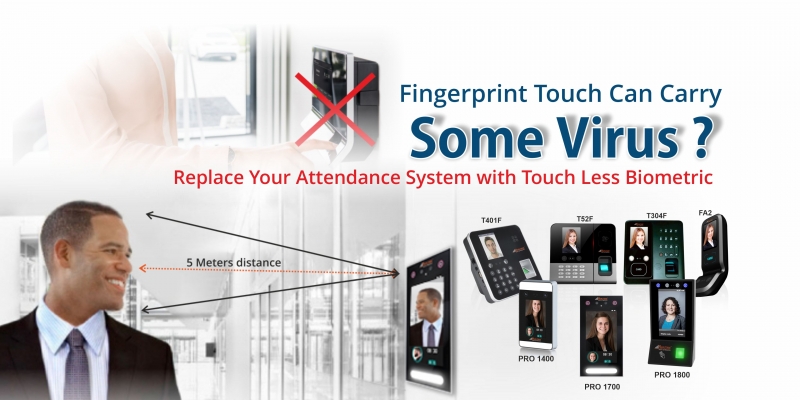 Fingerprint Touch Can Carry
Some Virus ?
Replace Your Attendance System with Touch Less Biometric
5 Meters distance
T401F
T52F
T304F
FA2
PRO 1400
PRO 1700
PRO 1800